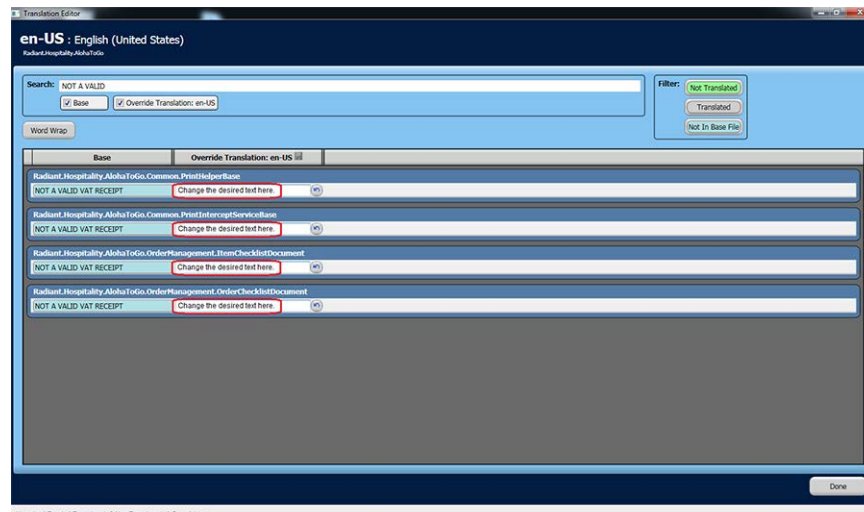 Translation Editor
en-US : English (United States)
Radiant.Hospitality.AlohaToGo
Search: NOT A VALID
Base Override Translation: en-US
Filter: Not Translated
Translated
Not In Base File
Word Wrap
Base Override Translation: en-US
Radiant.Hospitality.AlohaToGo.Common.PrintHelperBase
NOT A VALID VAT RECEIPT Change the desired text here.
Radiant.Hospitality.AlohaToGo.Common.PrintInterceptServiceBase
NOT A VALID VAT RECEIPT Change the desired text here.
Radiant.Hospitality.AlohaToGo.OrderManagement.ItemChecklistDocument
NOT A VALID VAT RECEIPT Change the desired text here.
Radiant.Hospitality.AlohaToGo.OrderManagement.OrderChecklistDocument
NOT A VALID VAT RECEIPT Change the desired text here.
Done